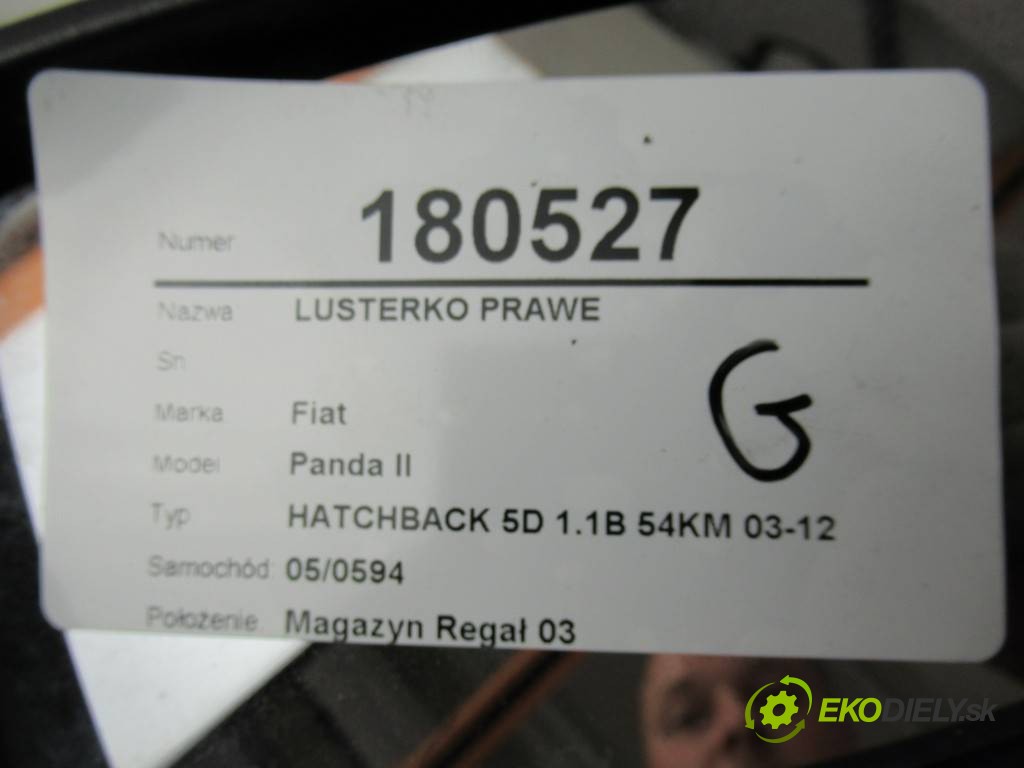 Numer 180527
Nazwa LUSTERKO PRAWE
Sn
G
Marka Fiat
Model Panda II
Typ HATCHBACK 5D 1.1B 54KM 03-12
Samochód 05/0594
Położenie Magazyn Regał 03
EKODIELY.sk